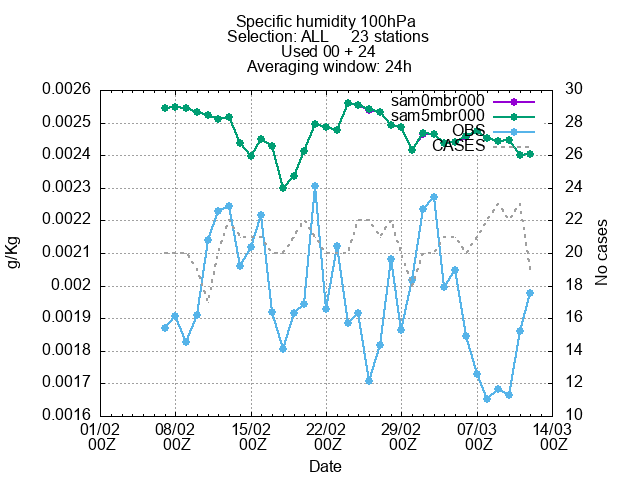 Specific humidity 100hPa
Selection: ALL 23 stations
Used 00 + 24
Averaging window: 24h
sam0mbr000
sam5mbr000
OBS
CASES
0.0026
0.0025
0.0024
0.0023
0.0022
0.0021
0.002
0.0019
0.0018
0.0017
0.0016
g/Kg
30
28
26
24
22
20
18
16
14
12
10
No cases
01/02 08/02 15/02 22/02 29/02 07/03 14/03
00Z 00Z 00Z 00Z 00Z 00Z 00Z
Date